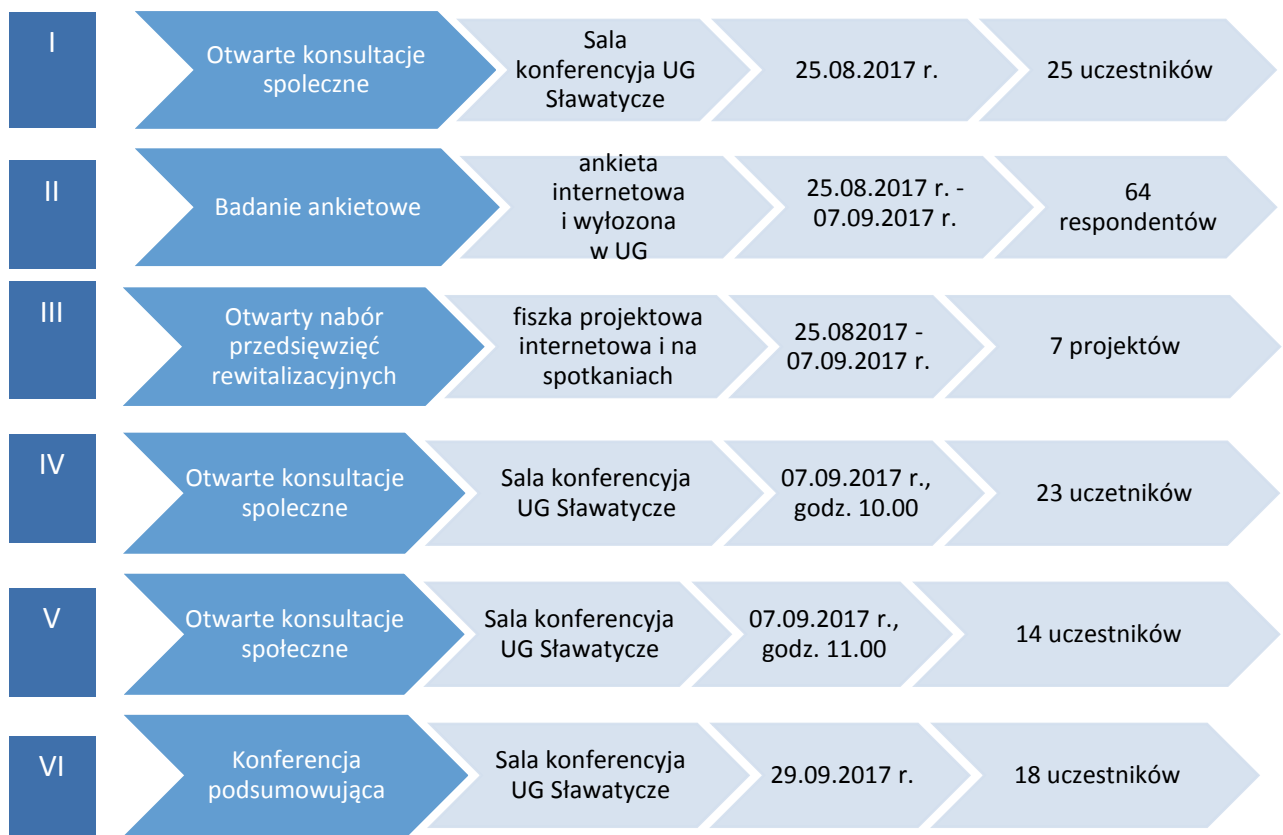 I
Otwarte konsultacje
spoleczne
Sala
konferencyja UG
Sławatycze
25.08.2017 r.
25 uczestników
II
Badanie ankietowe
ankieta
internetowa
i wyłozona
w UG
25.08.2017 r. -
07.09.2017 r.
64
respondentów
III
Otwarty nabór
przedsięwzięć
rewitalizacyjnych
fiszka projektowa
internetowa i na
spotkaniach
25.082017 -
07.09.2017 r.
7 projektów
IV
Otwarte konsultacje
spoleczne
Sala konferencyja
UG Sławatycze
07.09.2017 r.,
godz. 10.00
23 uczetników
V
Otwarte konsultacje
społeczne
Sala konferencyja
UG Sławatycze
07.09.2017 r.,
godz. 11.00
14 uczestników
VI
Konferencja
podsumowująca
Sala konferencyja
UG Sławatycze
29.09.2017 r.
18 uczestników